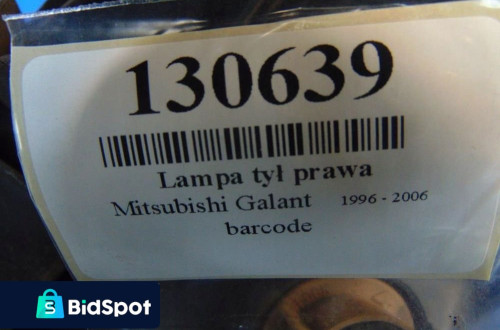 130639
Lampa tył prawa
Mitsubishi Galant 1996 - 2006
barcode
BidSpot